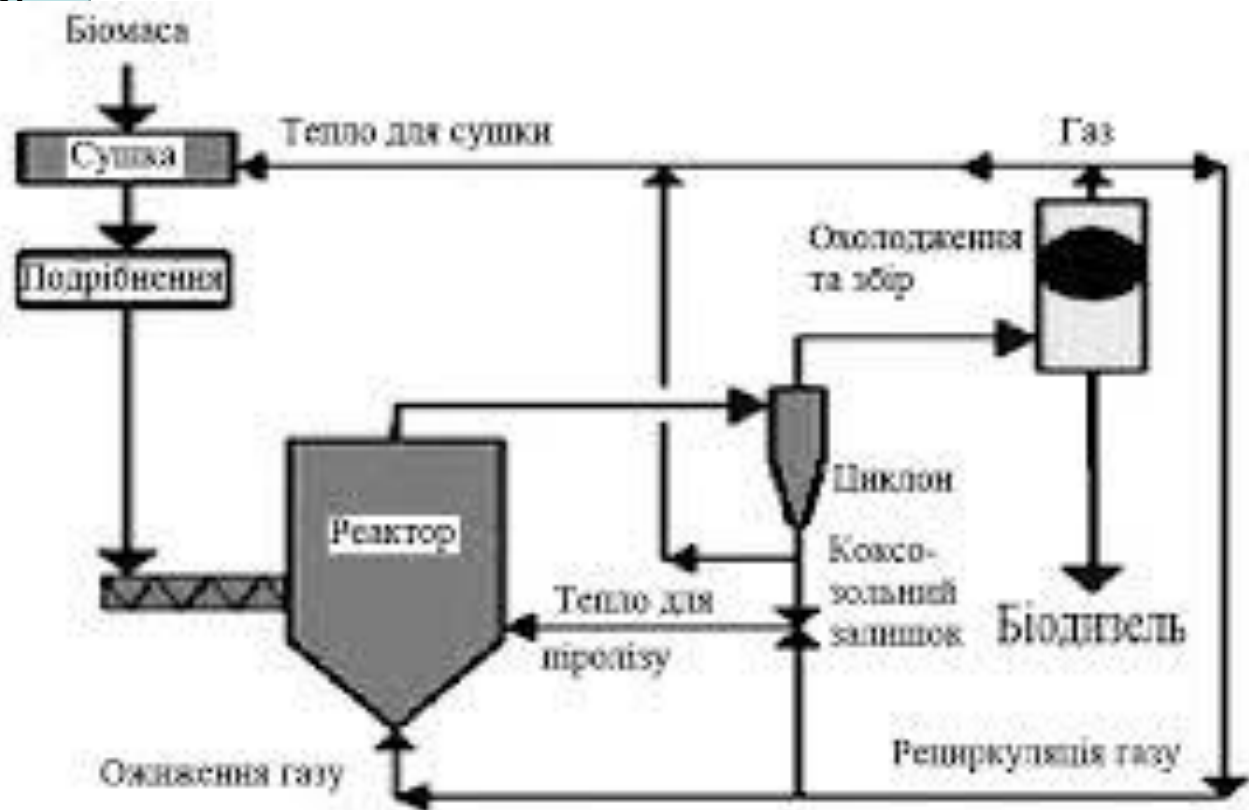 Біомаса
Тепло для сушки
Газ
Сушка
Охолодження
та збір
Подрібнення
Циклон
Реактор
Коксо-
зольний
залишок
Тепло для
піролізу
Біодизель
Рециркуляція газу
Ожиження газу